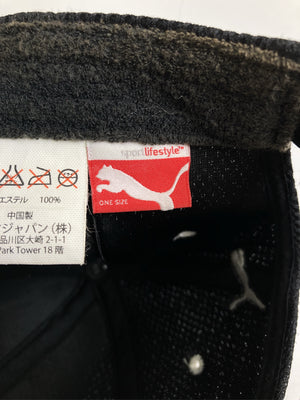 エステル 100%
中国製
ジャパン (株)
品川区大崎 2-1-1
Park Tower 18 階
sportlifestyle™
ONE SIZE